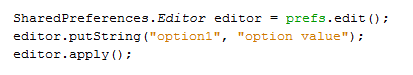 SharedPreferences.Editor editor = prefs.edit();
editor.putString("option1", "option value");
editor.apply();